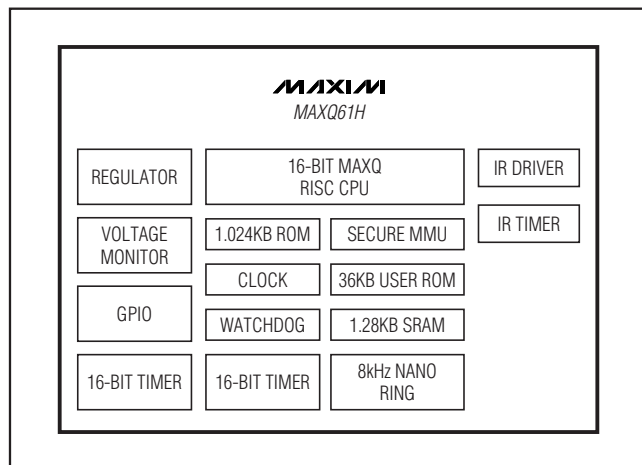 MAXIM
MAXQ61H
REGULATOR
16-BIT MAXQ
RISC CPU
IR DRIVER
VOLTAGE
MONITOR
1.024KB ROM
SECURE MMU
IR TIMER
CLOCK
36KB USER ROM
GPIO
WATCHDOG
1.28KB SRAM
16-BIT TIMER
16-BIT TIMER
8kHz NANO
RING